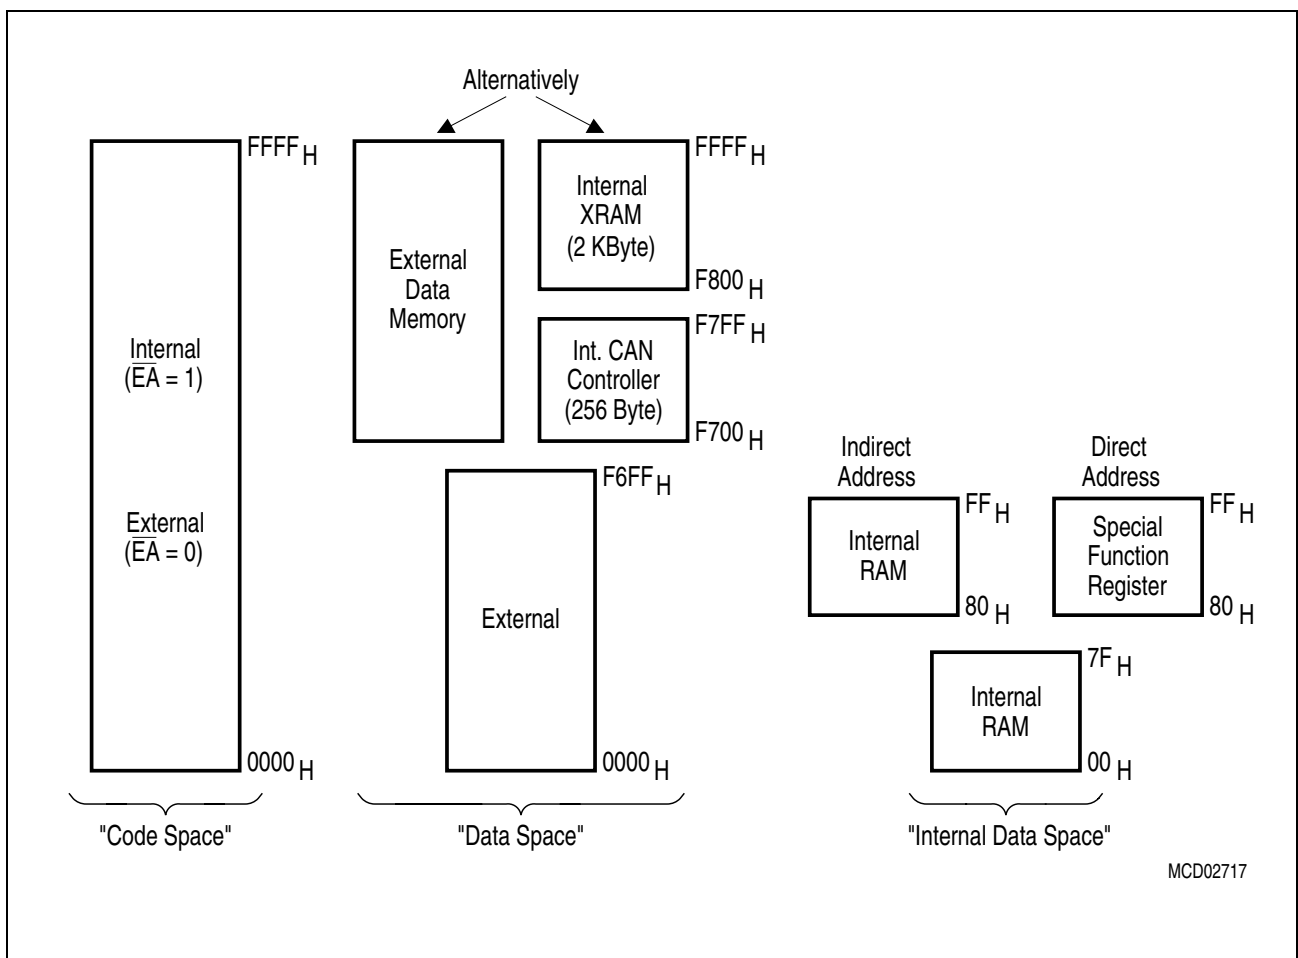 Alternatively
FFFF H
Internal
(EA = 1)
External
(EA = 0)
0000 H
"Code Space"
External
Data
Memory
FFFF H
Internal
XRAM
(2 KByte)
F800 H
F7FF H
Int. CAN
Controller
(256 Byte)
F700 H
F6FF H
External
0000 H
"Data Space"
Indirect
Address
FF H
Internal
RAM
80 H
Direct
Address
FF H
Special
Function
Register
80 H
7F H
Internal
RAM
00 H
"Internal Data Space"
MCD02717